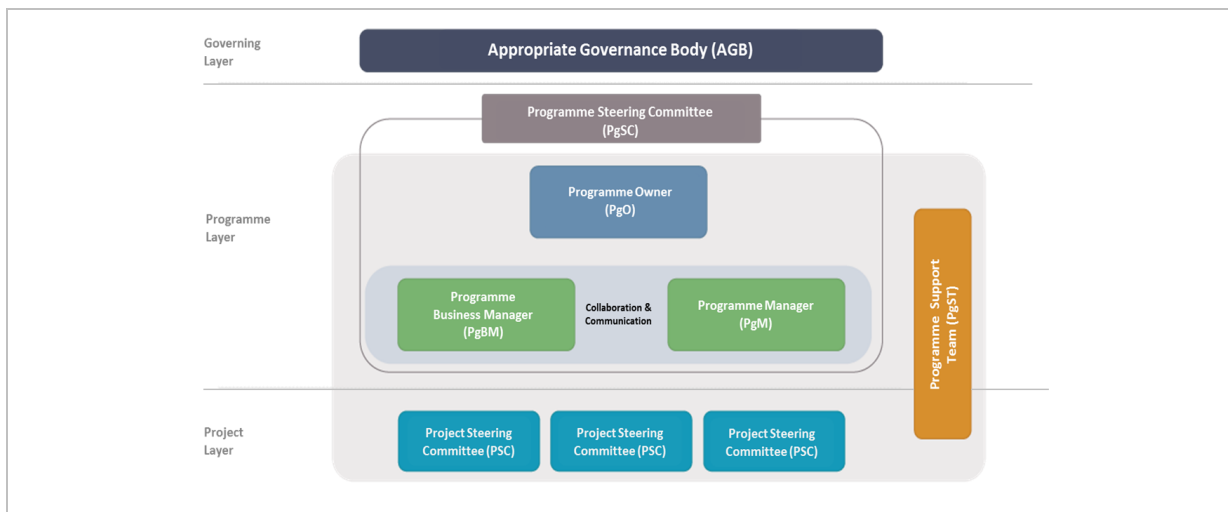 Governing
Layer
Appropriate Governance Body (AGB)
Programme Steering Committee
(PgSC)
Programme Owner
(PgO)
Programme
Layer
Programme
Business Manager
(PgBM)
Collaboration &
Communication
Programme Manager
(PgM)
Programme Support
Team (PgST)
Project
Layer
Project Steering
Committee (PSC)
Project Steering
Committee (PSC)
Project Steering
Committee (PSC)